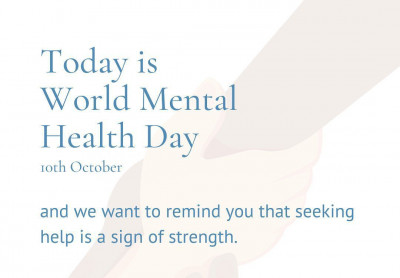 Today is
World Mental
Health Day
10th October
and we want to remind you that seeking
help is a sign of strength.